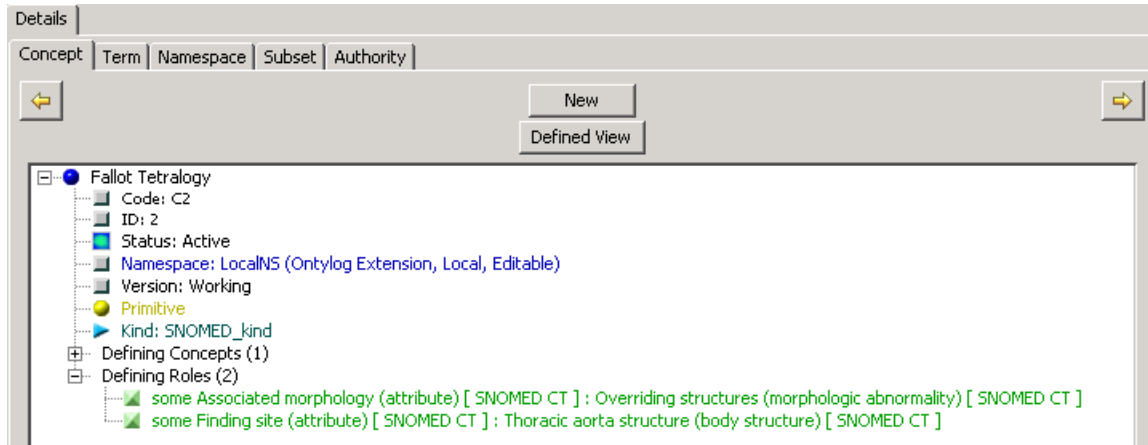 Details
Concept Term Namespace Subset Authority
New
Defined View
Fallot Tetralogy
Code: C2
ID: 2
Status: Active
Namespace: LocalNS (Ontylog Extension, Local, Editable)
Version: Working
Primitive
Kind: SNOMED_kind
Defining Concepts (1)
Defining Roles (2)
some Associated morphology (attribute) [ SNOMED CT ] : Overriding structures (morphologic abnormality) [ SNOMED CT ]
some Finding site (attribute) [ SNOMED CT ] : Thoracic aorta structure (body structure) [ SNOMED CT ]